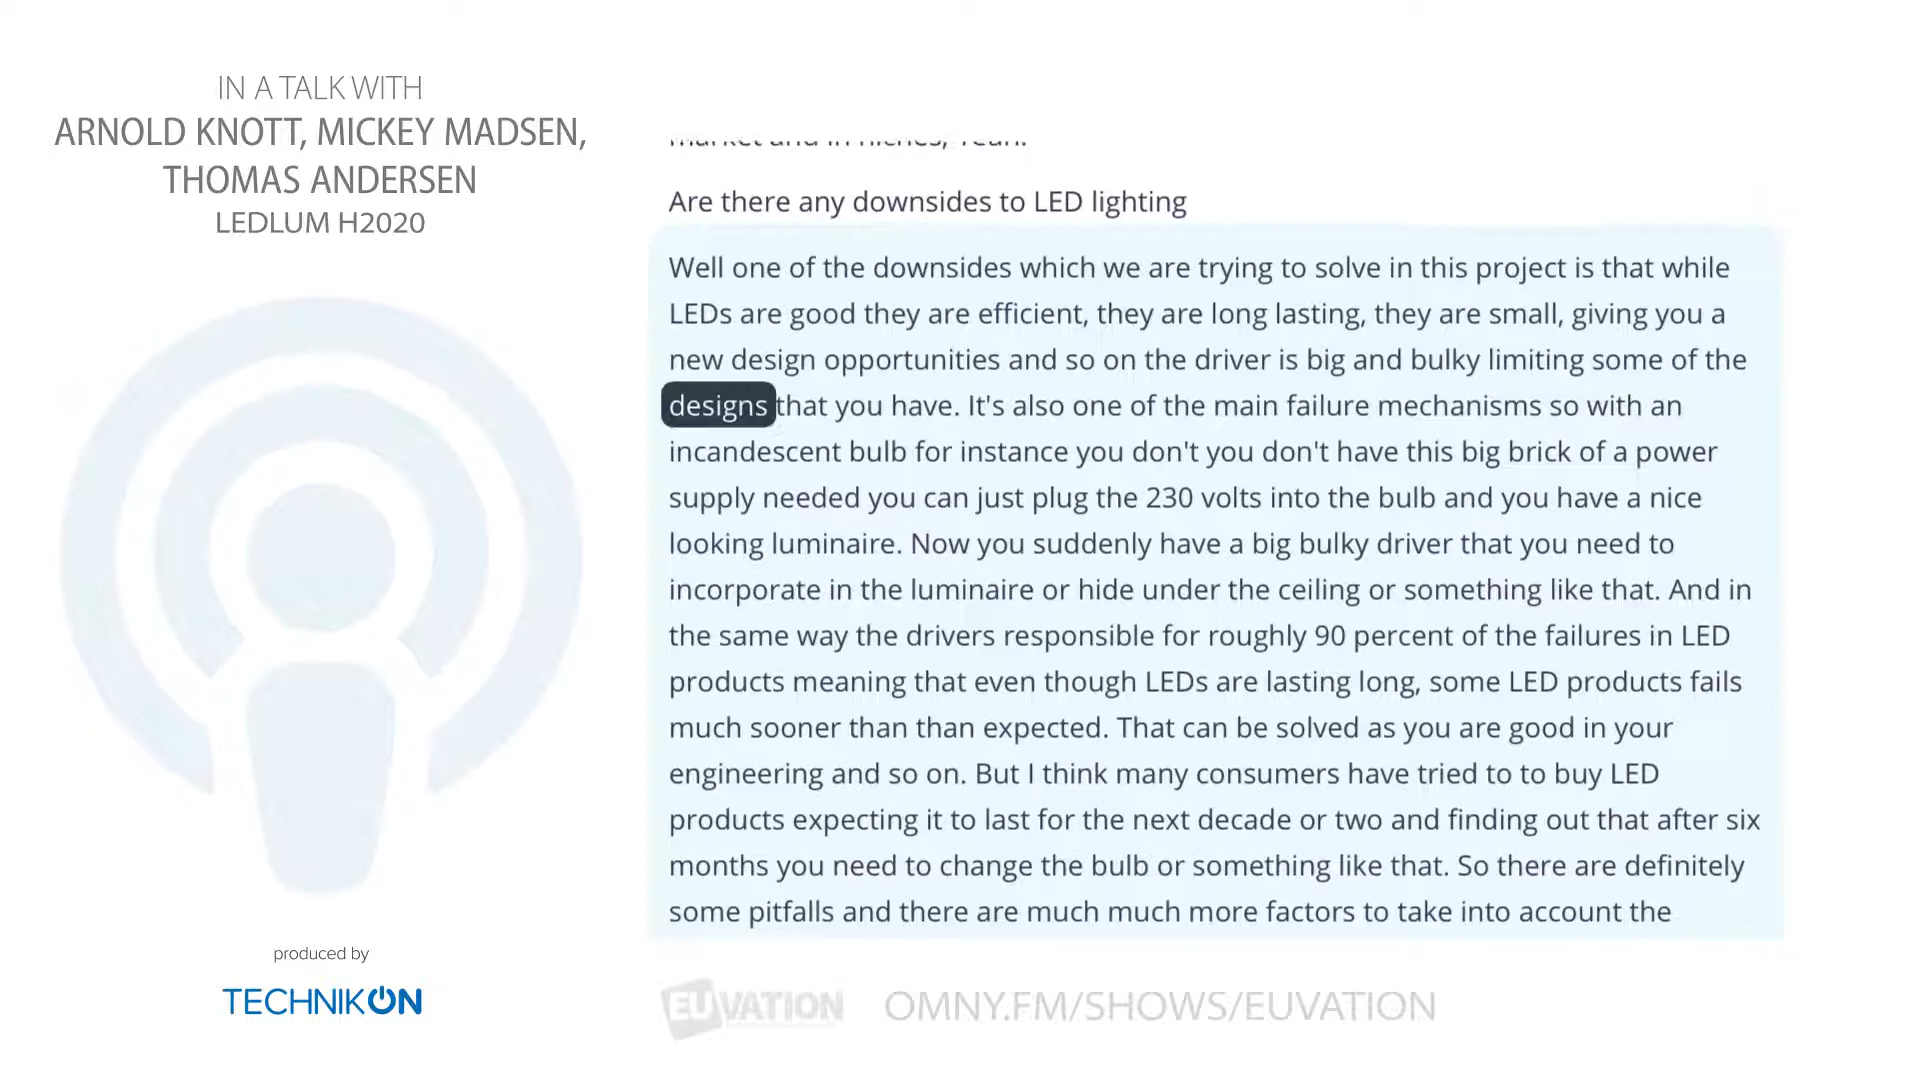 IN A TALK WITH
ARNOLD KNOTT, MICKEY MADSEN,
THOMAS ANDERSEN
LEDLUM H2020
market and in niches, Yeah.
Are there any downsides to LED lighting
Well one of the downsides which we are trying to solve in this project is that while
LEDs are good they are efficient, they are long lasting, they are small, giving you a
new design opportunities and so on the driver is big and bulky limiting some of the
designs that you have. It's also one of the main failure mechanisms so with an
incandescent bulb for instance you don't you don't have this big brick of a power
supply needed you can just plug the 230 volts into the bulb and you have a nice
looking luminaire. Now you suddenly have a big bulky driver that you need to
incorporate in the luminaire or hide under the ceiling or something like that. And in
the same way the drivers responsible for roughly 90 percent of the failures in LED
products meaning that even though LEDs are lasting long, some LED products fails
much sooner than than expected. That can be solved as you are good in your
engineering and so on. But I think many consumers have tried to to buy LED
products expecting it to last for the next decade or two and finding out that after six
months you need to change the bulb or something like that. So there are definitely
some pitfalls and there are much much more factors to take into account the
produced by
TECHNIKON
EUVATION OMNY.FM/SHOWS/EUVATION